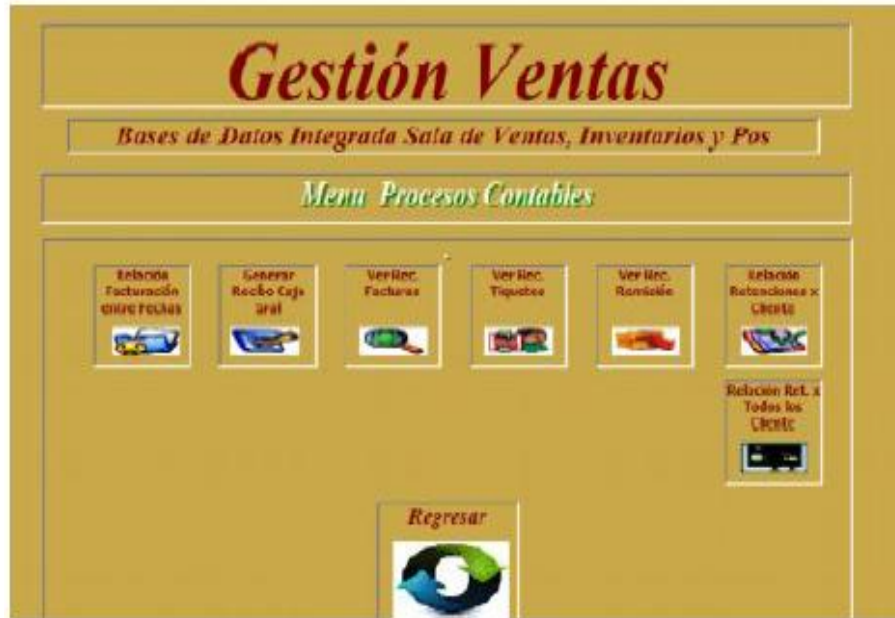 Gestión Ventas
Bases de Datos Integrada Sala de Ventas, Inventarios y Pos
Menu Procesos Contables
Relación
Facturación
entre Fechas
Generar
Recibo Caja
Gral
Ver Rec.
Facturas
Ver Rec.
Tiquetes
Ver Rec.
Remisión
Relación
Retenciones x
Cliente
Relación Ret. x
Todos los
Cliente
Regresar